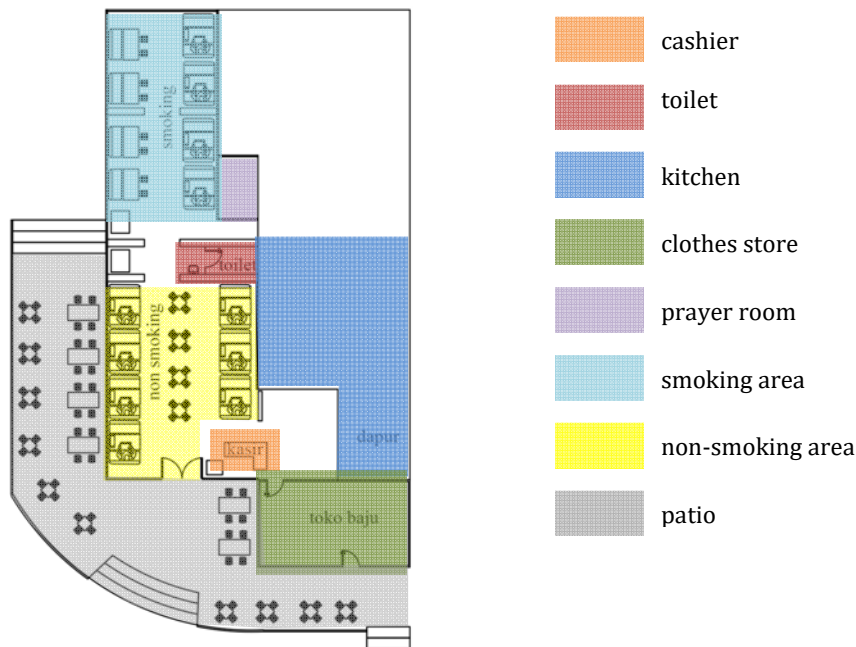 smoking
toilet
non smoking
dapur
kasir
toko baju
cashier
toilet
kitchen
clothes store
prayer room
smoking area
non-smoking area
patio